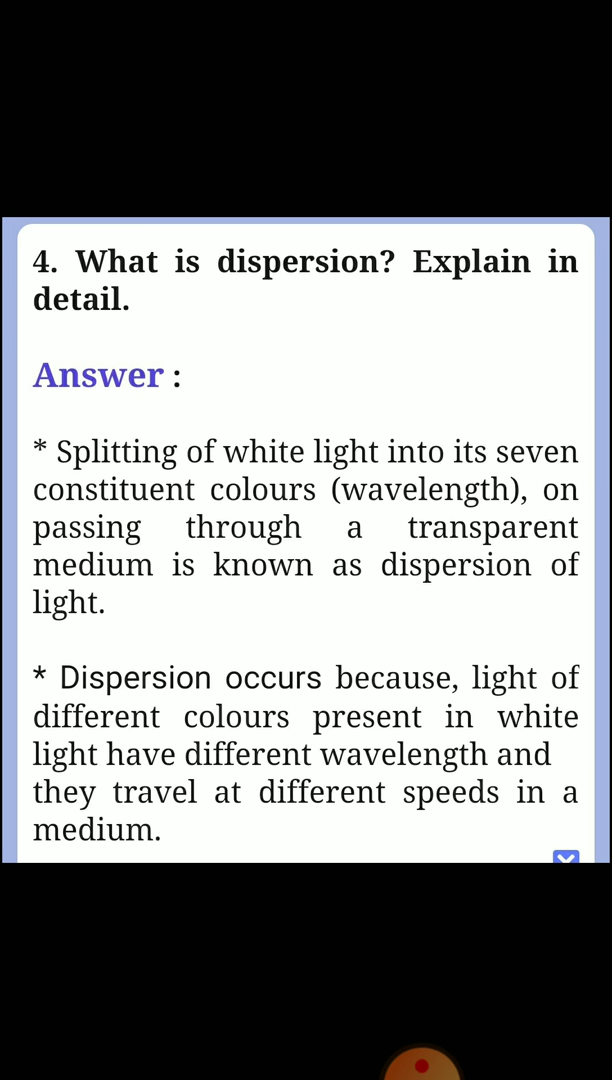 4. What is dispersion? Explain in
detail.
Answer :
* Splitting of white light into its seven
constituent colours (wavelength), on
passing through a transparent
medium is known as dispersion of
light.
* Dispersion occurs because, light of
different colours present in white
light have different wavelength and
they travel at different speeds in a
medium.